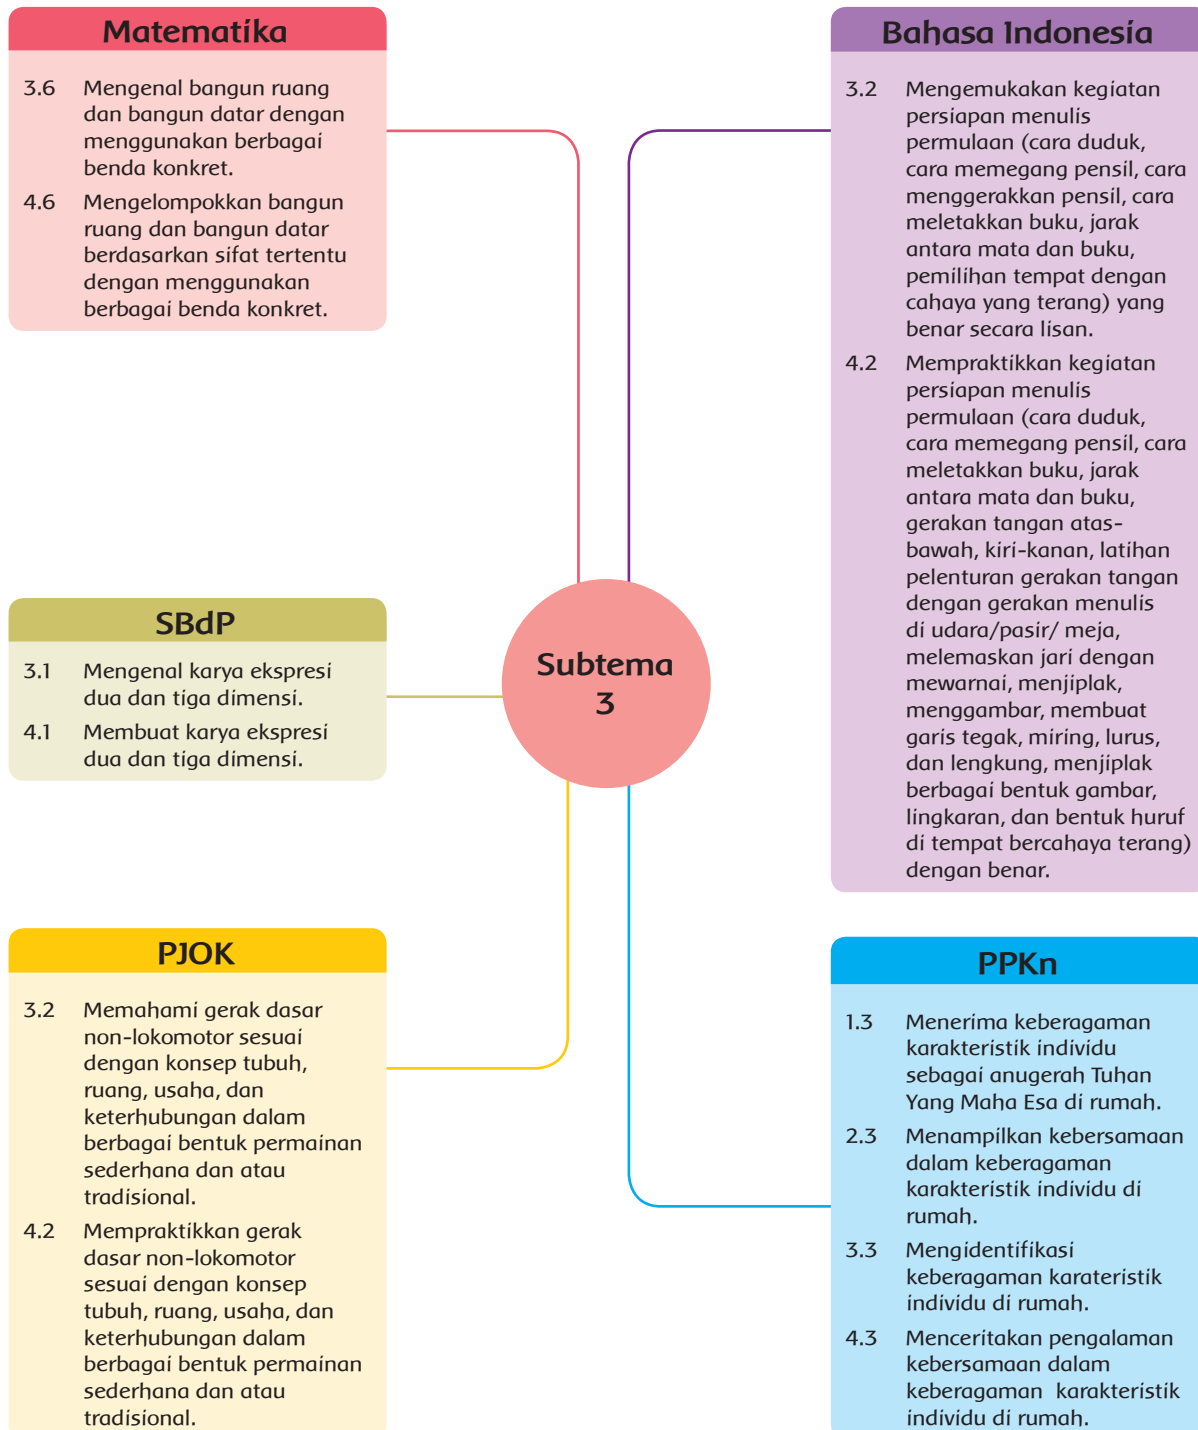 Matematika
3.6 Mengenal bangun ruang
dan bangun datar dengan
menggunakan berbagai
benda konkret.
4.6 Mengelompokkan bangun
ruang dan bangun datar
berdasarkan sifat tertentu
dengan menggunakan
berbagai benda konkret.
Bahasa Indonesia
3.2 Mengemukakan kegiatan
persiapan menulis
permulaan (cara duduk,
cara memegang pensil, cara
menggerakkan pensil, cara
meletakkan buku, jarak
antara mata dan buku,
pemilihan tempat dengan
cahaya yang terang) yang
benar secara lisan.
4.2 Mempraktikkan kegiatan
persiapan menulis
permulaan (cara duduk,
cara memegang pensil, cara
meletakkan buku, jarak
antara mata dan buku,
gerakan tangan atas-
bawah, kiri-kanan, latihan
pelenturan gerakan tangan
dengan gerakan menulis
di udara/pasir/ meja,
melemaskan jari dengan
mewarnai, menjiplak,
menggambar, membuat
garis tegak, miring, lurus,
dan lengkung, menjiplak
berbagai bentuk gambar,
lingkaran, dan bentuk huruf
di tempat bercahaya terang)
dengan benar.
SBdP
3.1 Mengenal karya ekspresi
dua dan tiga dimensi.
4.1 Membuat karya ekspresi
dua dan tiga dimensi.
Subtema
3
PJOK
3.2 Memahami gerak dasar
non-lokomotor sesuai
dengan konsep tubuh,
ruang, usaha, dan
keterhubungan dalam
berbagai bentuk permainan
sederhana dan atau
tradisional.
4.2 Mempraktikkan gerak
dasar non-lokomotor
sesuai dengan konsep
tubuh, ruang, usaha, dan
keterhubungan dalam
berbagai bentuk permainan
sederhana dan atau
tradisional.
PPKn
1.3 Menerima keberagaman
karakteristik individu
sebagai anugerah Tuhan
Yang Maha Esa di rumah.
2.3 Menampilkan kebersamaan
dalam keberagaman
karakteristik individu di
rumah.
3.3 Mengidentifikasi
keberagaman karateristik
individu di rumah.
4.3 Menceritakan pengalaman
kebersamaan dalam
keberagaman karakteristik
individu di rumah.